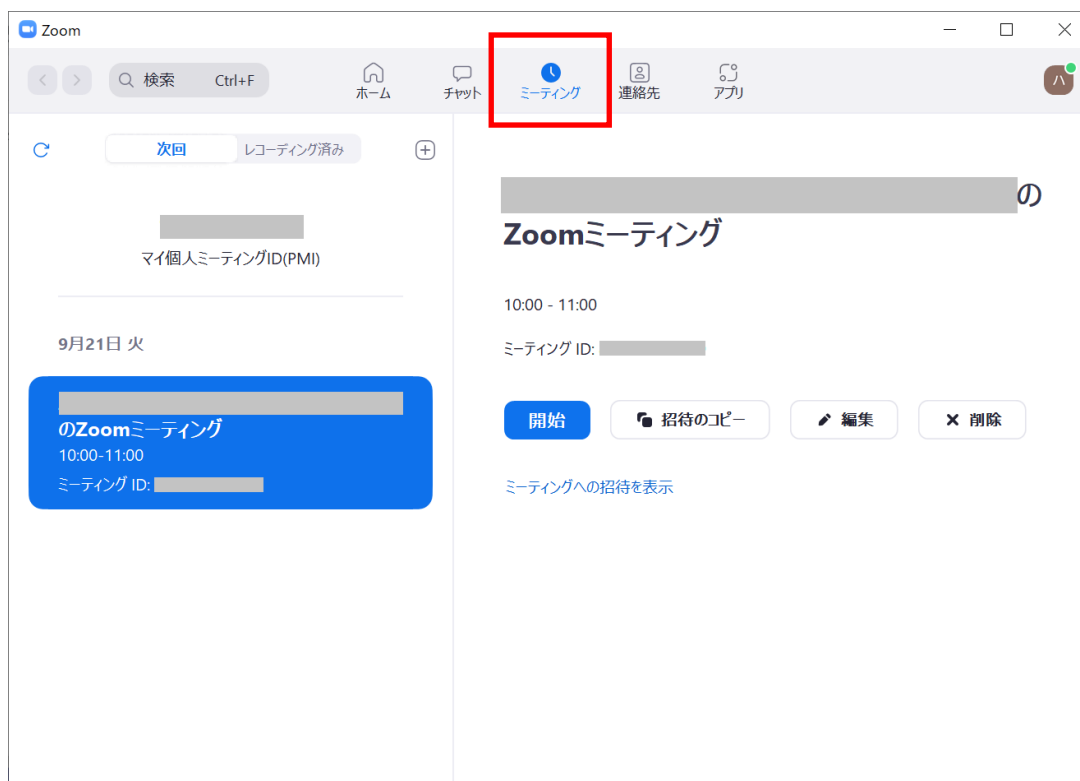 Zoom
検索 Ctrl+F
ホーム
チャット
ミーティング
連絡先
アプリ
ハ
次回
レコーディング済み
マイ個人ミーティングID(PMI)
9月21日 火
のZoomミーティング
10:00-11:00
ミーティング ID:
の
Zoomミーティング
10:00 - 11:00
ミーティング ID:
開始
招待のコピー
編集
削除
ミーティングへの招待を表示